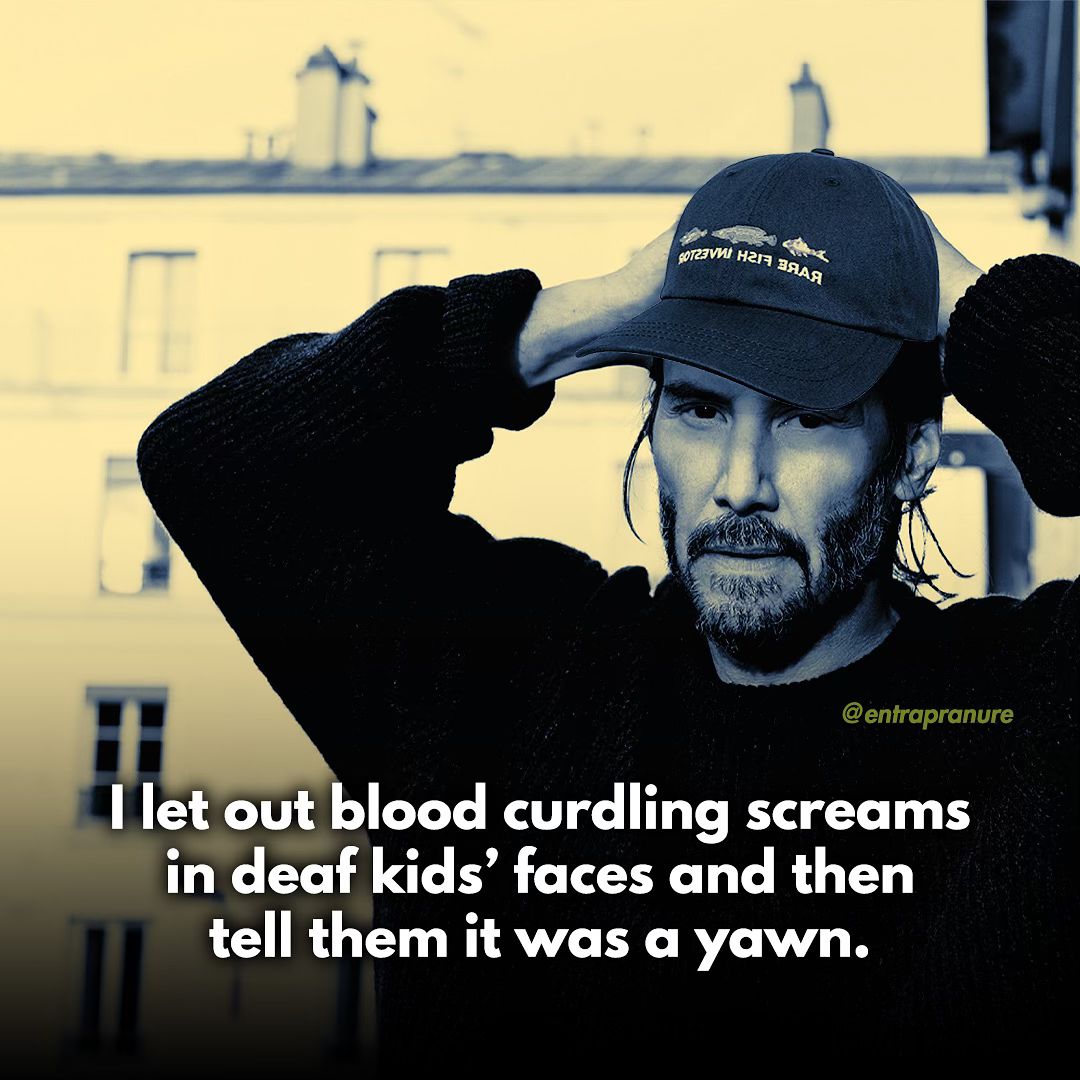 RARE FISH INVESTOR
@entrapranure
I let out blood curdling screams
in deaf kids’ faces and then
tell them it was a yawn.